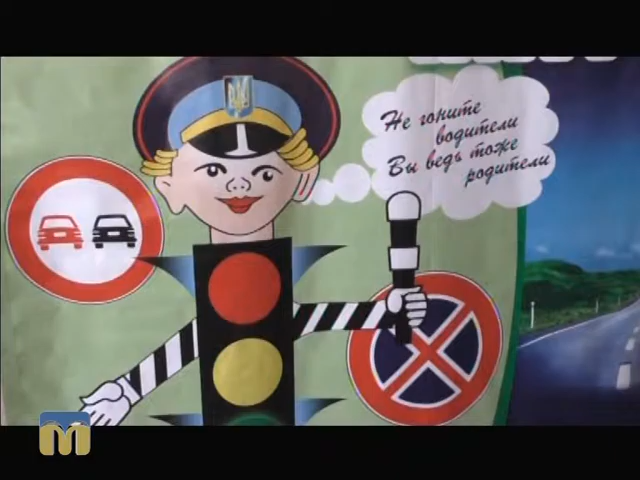 Не гоните
водители
Вы ведь тоже
родители